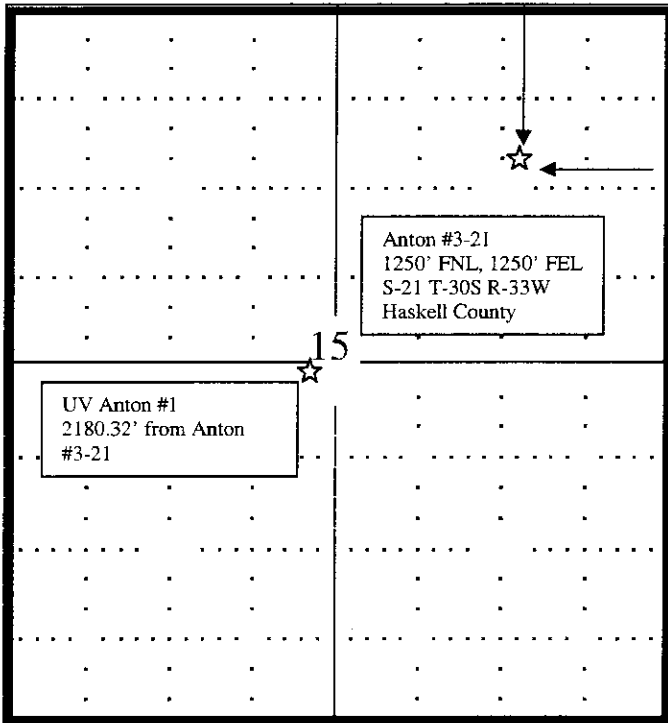 Anton #3-21
1250' FNL, 1250' FEL
S-21 T-30S R-33W
Haskell County
15
UV Anton #1
2180.32' from Anton
#3-21